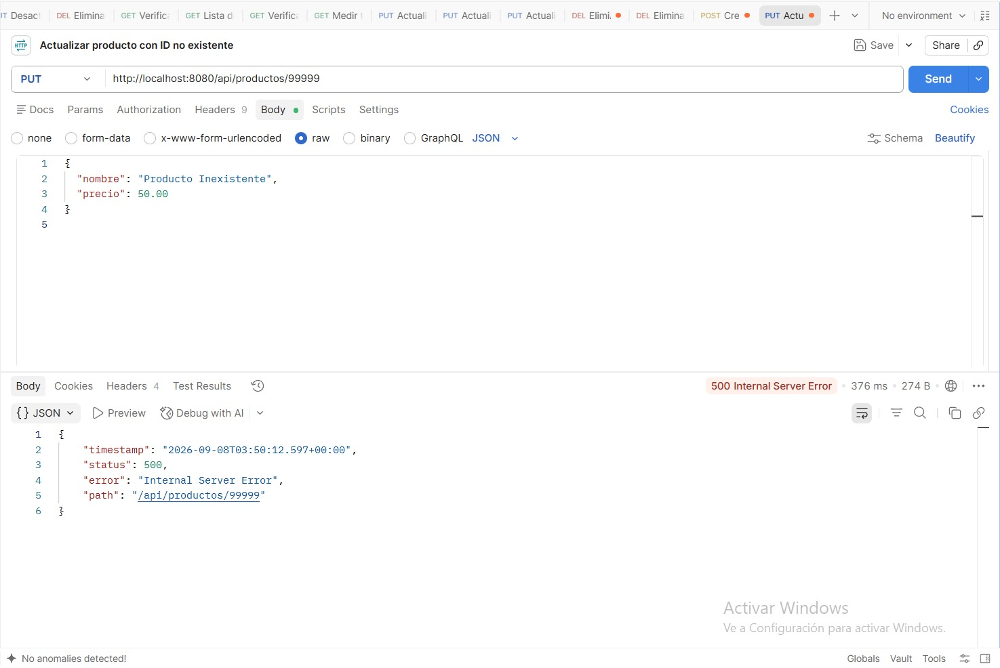 UT Desact DEL Elimina GET Verifica GET Lista d GET Verific GET Medir t PUT Actuali PUT Actuali PUT Actuali DEL Elimi. DEL Elimina POST Cre PUT Actu No environment
HTTP Actualizar producto con ID no existente Save Share
PUT http://localhost:8080/api/productos/99999 Send
Docs Params Authorization Headers 9 Body Scripts Settings Cookies
none form-data x-www-form-urlencoded raw binary GraphQL JSON Schema Beautify
1 {
2 "nombre": "Producto Inexistente",
3 "precio": 50.00
4 }
5
Body Cookies Headers 4 Test Results 500 Internal Server Error • 376 ms • 274 B •
{} JSON Preview Debug with AI
1 {
2 "timestamp": "2026-09-08T03:50:12.597+00:00",
3 "status": 500,
4 "error": "Internal Server Error",
5 "path": "/api/productos/99999"
6 }
Activar Windows
Ve a Configuración para activar Windows.
No anomalies detected! Globals Vault Tools